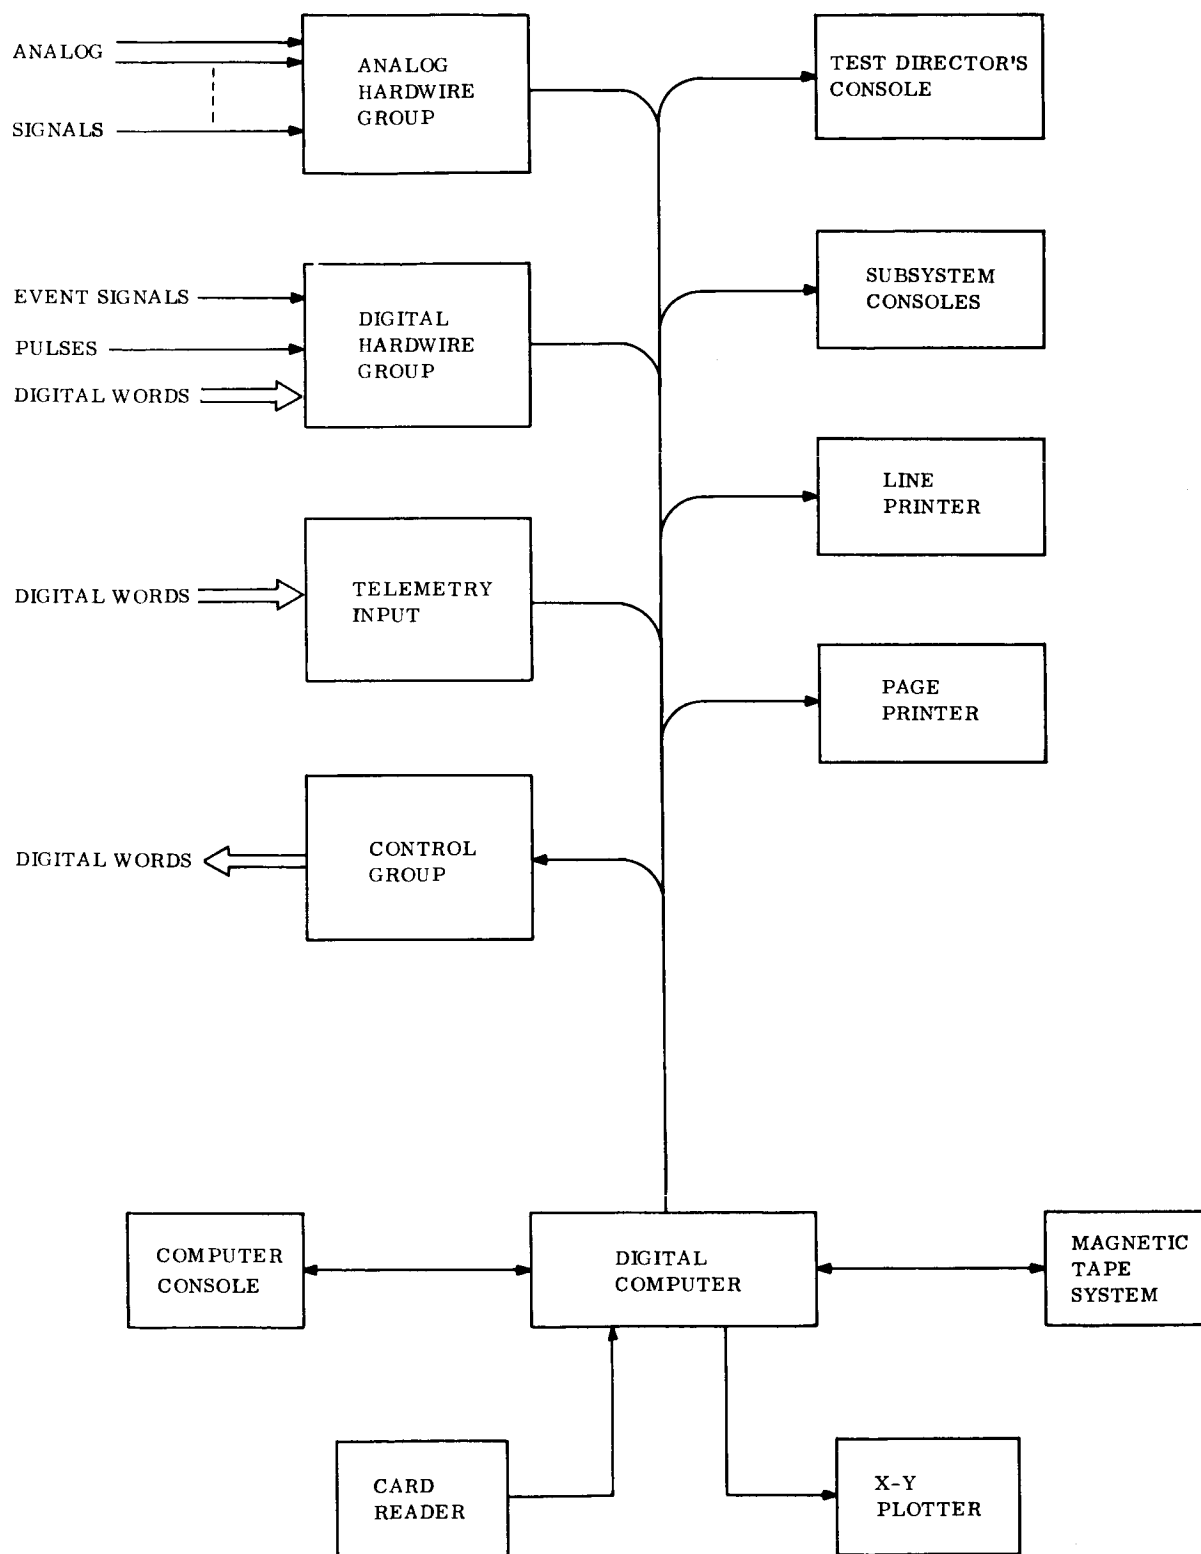 ANALOG
SIGNALS
ANALOG
HARDWIRE
GROUP
TEST DIRECTOR'S
CONSOLE
EVENT SIGNALS
PULSES
DIGITAL WORDS
DIGITAL
HARDWIRE
GROUP
SUBSYSTEM
CONSOLES
LINE
PRINTER
DIGITAL WORDS
TELEMETRY
INPUT
PAGE
PRINTER
DIGITAL WORDS
CONTROL
GROUP
COMPUTER
CONSOLE
DIGITAL
COMPUTER
MAGNETIC
TAPE
SYSTEM
CARD
READER
X-Y
PLOTTER